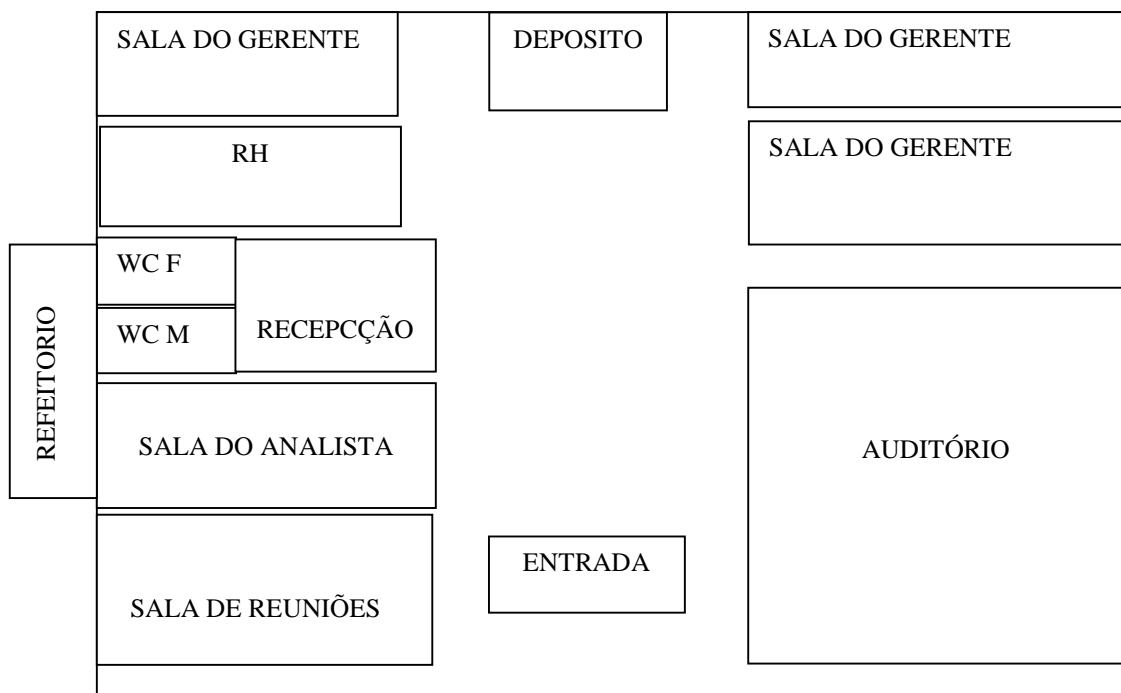 SALA DO GERENTE
DEPOSITO
SALA DO GERENTE
RH
SALA DO GERENTE
WC F
WC M
RECEPCÇÃO
REFEITORIO
SALA DO ANALISTA
AUDITÓRIO
ENTRADA
SALA DE REUNIÕES